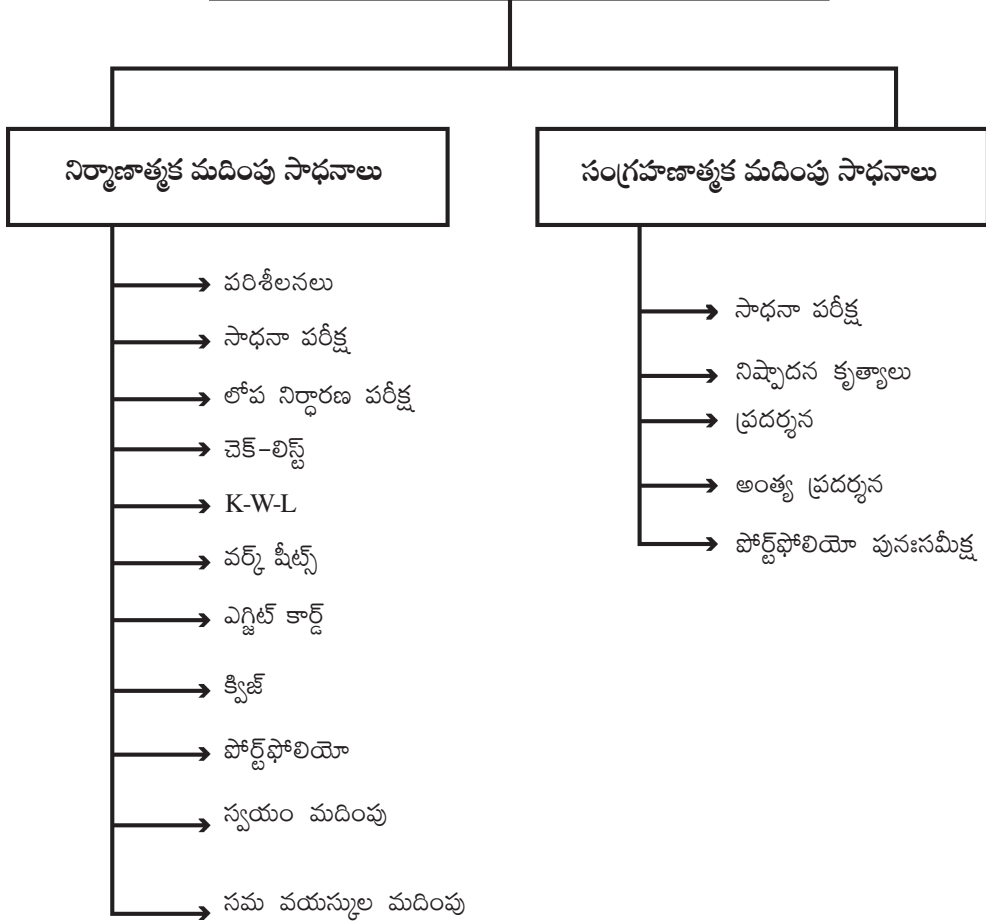 నిర్మాణాత్మక మదింపు సాధనాలు
పరిశీలనలు
సాధనా పరీక్ష
లోప నిర్ధారణ పరీక్ష
చెక్-లిస్ట్
K-W-L
వర్క్ షీట్స్
ఎగ్జిట్ కార్డ్
క్విజ్
పోర్ట్‌ఫోలియో
స్వయం మదింపు
సమ వయస్కుల మదింపు
సంగ్రహణాత్మక మదింపు సాధనాలు
సాధనా పరీక్ష
నిష్పాదన కృత్యాలు
ప్రదర్శన
అంత్య ప్రదర్శన
పోర్ట్‌ఫోలియో పునఃసమీక్ష